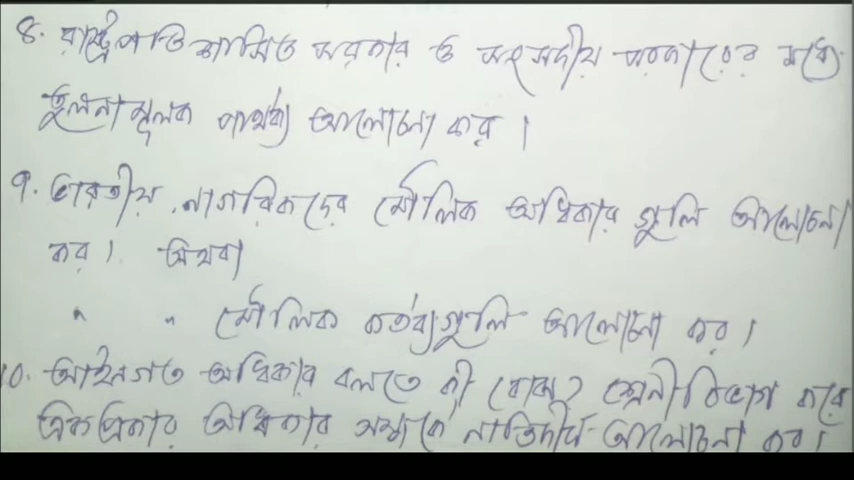 8. রাষ্ট্রপতি শাসিত সরকার ও সংসদীয় সরকারের মধ্যে
তুলনামূলক পার্থক্য আলোচনা কর।
9. ভারতীয় নাগরিকদের মৌলিক অধিকার গুলি আলোচনা
কর। অথবা
" " মৌলিক কর্তব্যগুলি আলোচনা কর।
10. আইনগত অধিকার বলতে কী বোঝ? শ্রেনীবিভাগ করে
একপ্রকার অধিকার সম্পর্কে নাতিদীর্ঘ আলোচনা কর।